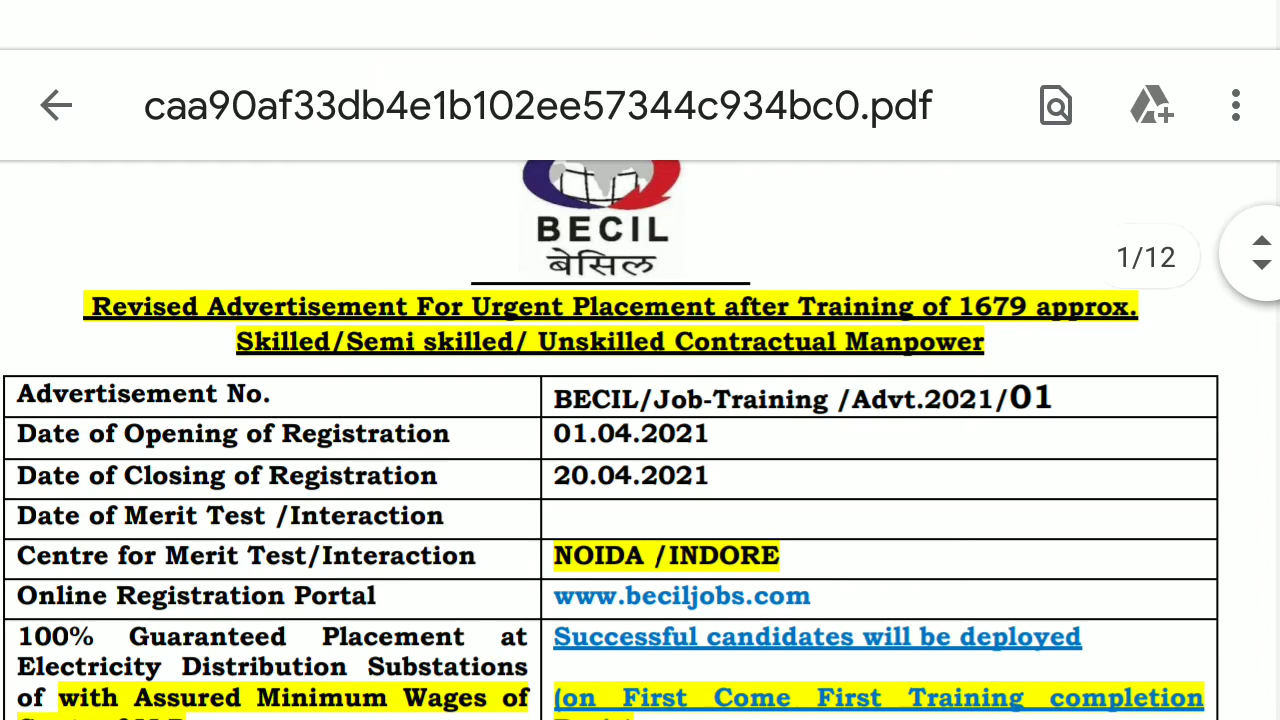 caa90af33db4e1b102ee57344c934bc0.pdf
BECIL
बेसिल
1/12
Revised Advertisement For Urgent Placement after Training of 1679 approx.
Skilled/Semi skilled/ Unskilled Contractual Manpower
Advertisement No.
BECIL/Job-Training /Advt.2021/01
Date of Opening of Registration
01.04.2021
Date of Closing of Registration
20.04.2021
Date of Merit Test /Interaction
Centre for Merit Test/Interaction
NOIDA /INDORE
Online Registration Portal
www.beciljobs.com
100% Guaranteed Placement at
Electricity Distribution Substations
of with Assured Minimum Wages of
Successful candidates will be deployed
(on First Come First Training completion